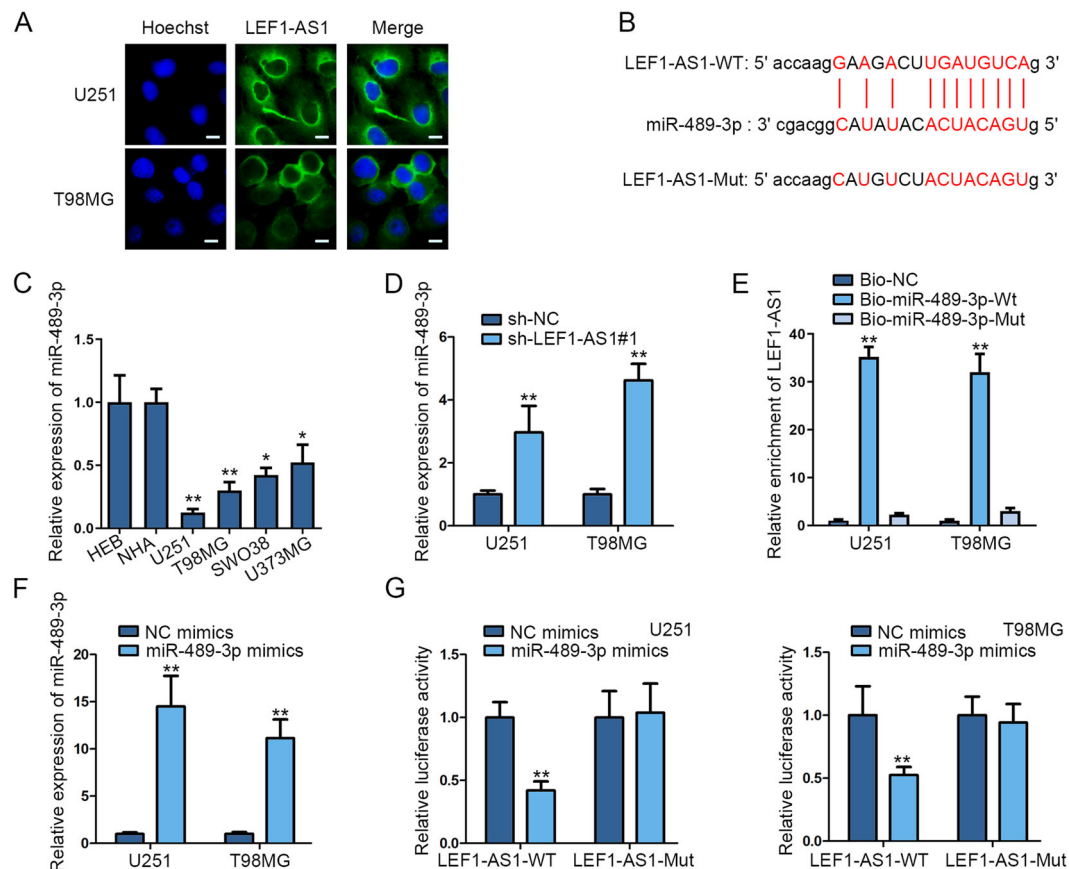 A
Hoechst LEF1-AS1 Merge
U251
T98MG
B
LEF1-AS1-WT: 5' accaagGAAGACUUGAUGUCAg 3'
miR-489-3p : 3' cgacggCAUAUACACUACAGUg 5'
LEF1-AS1-Mut: 5' accaagCAUGUCUACUACAGUg 3'
C
Relative expression of miR-489-3p
1.5
1.0
0.5
0.0
** ** * *
HEB NHA U251 T98MG SWO38 U373MG
D
Relative expression of miR-489-3p
sh-NC
sh-LEF1-AS1#1
6
4
2
0
** **
U251 T98MG
E
Relative enrichment of LEF1-AS1
Bio-NC
Bio-miR-489-3p-Wt
Bio-miR-489-3p-Mut
40
30
20
10
0
** **
U251 T98MG
F
Relative expression of miR-489-3p
NC mimics
miR-489-3p mimics
20
15
10
5
0
** **
U251 T98MG
G
Relative luciferase activity
NC mimics
miR-489-3p mimics
U251
1.5
1.0
0.5
0.0
**
LEF1-AS1-WT LEF1-AS1-Mut
Relative luciferase activity
NC mimics
miR-489-3p mimics
T98MG
1.5
1.0
0.5
0.0
**
LEF1-AS1-WT LEF1-AS1-Mut